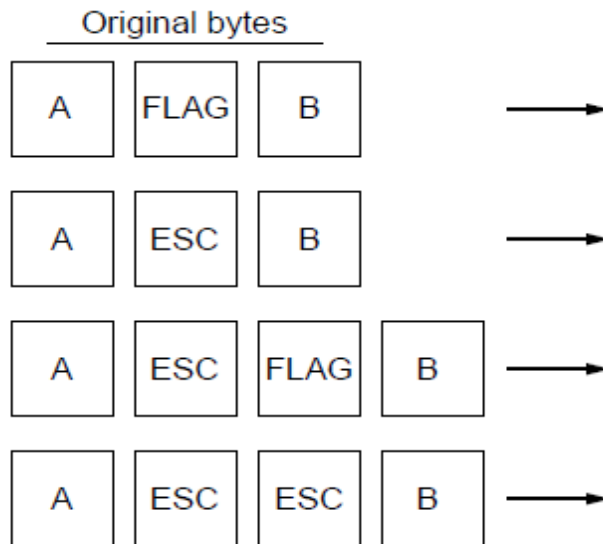 Original bytes
A FLAG B
A ESC B
A ESC FLAG B
A ESC ESC B